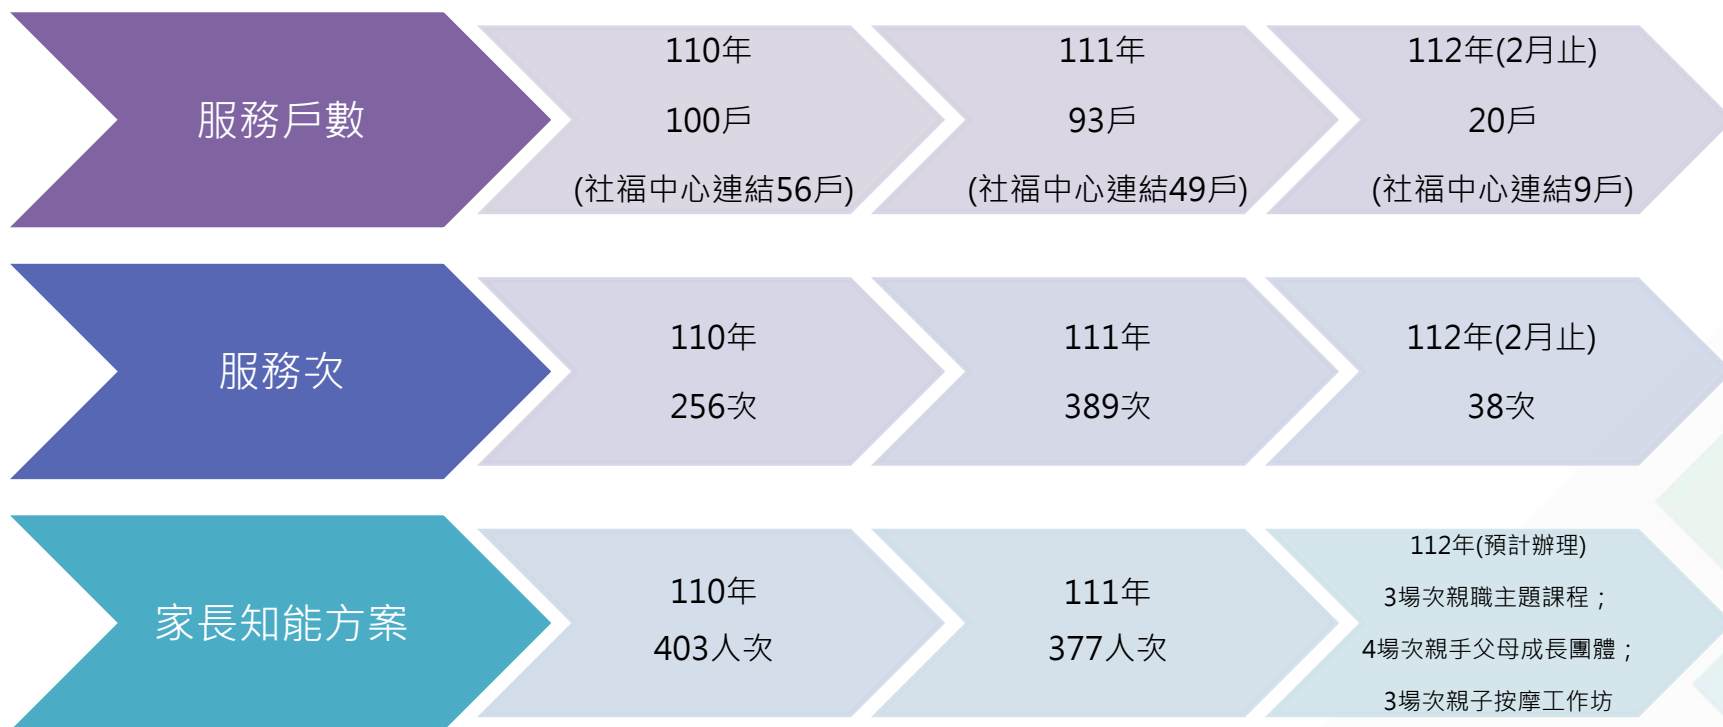 服務戶數
110年
100戶
(社福中心連結56戶)
111年
93戶
(社福中心連結49戶)
112年(2月止)
20戶
(社福中心連結9戶)
服務次
110年
256次
111年
389次
112年(2月止)
38次
家長知能方案
110年
403人次
111年
377人次
112年(預計辦理)
3場次親職主題課程；
4場次親手父母成長團體；
3場次親子按摩工作坊